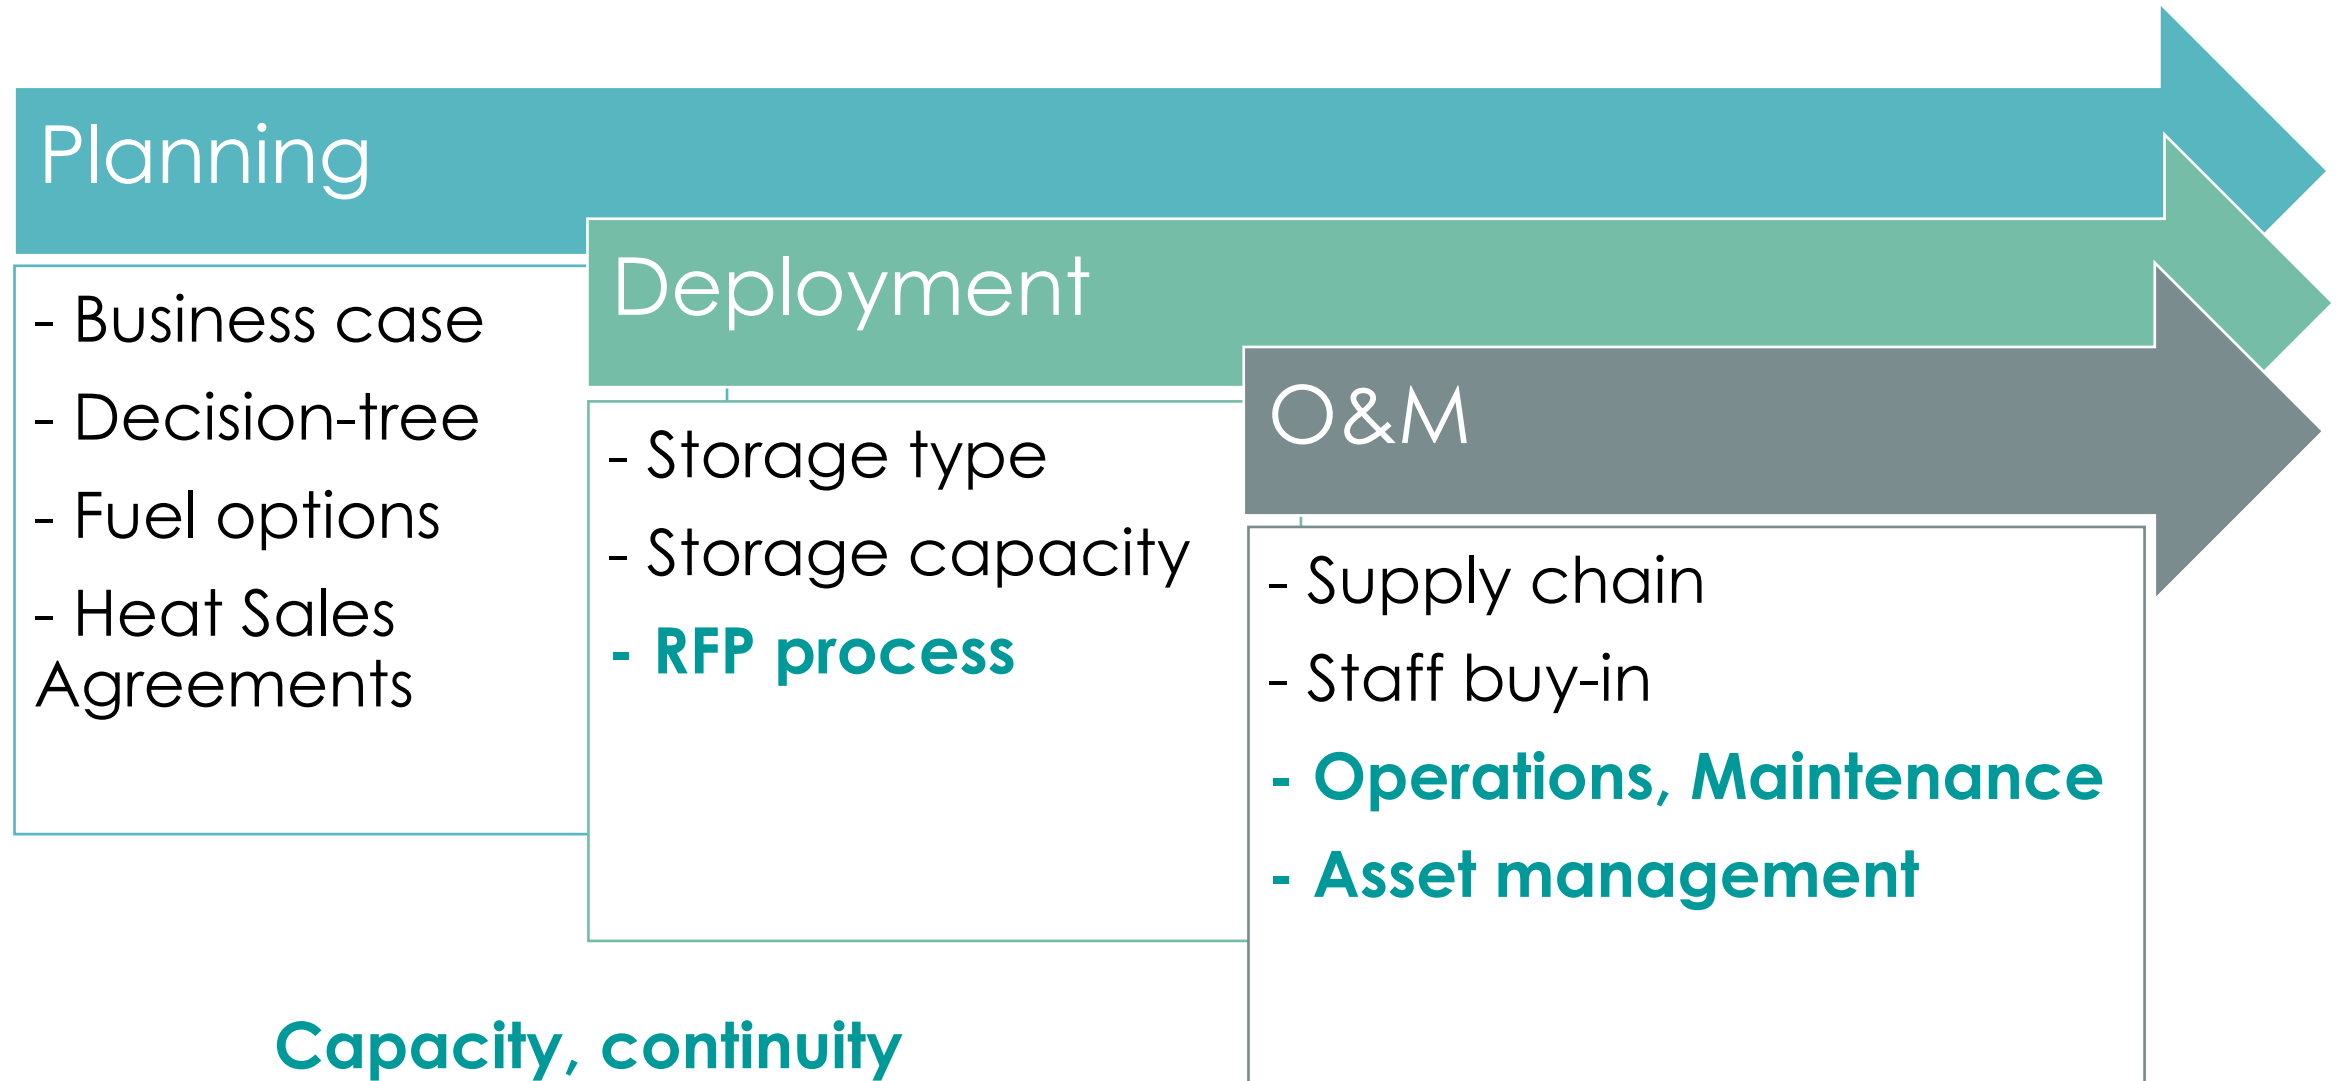 Planning
- Business case
- Decision-tree
- Fuel options
- Heat Sales
Agreements
Deployment
- Storage type
- Storage capacity
- RFP process
O&M
- Supply chain
- Staff buy-in
- Operations, Maintenance
- Asset management
Capacity, continuity